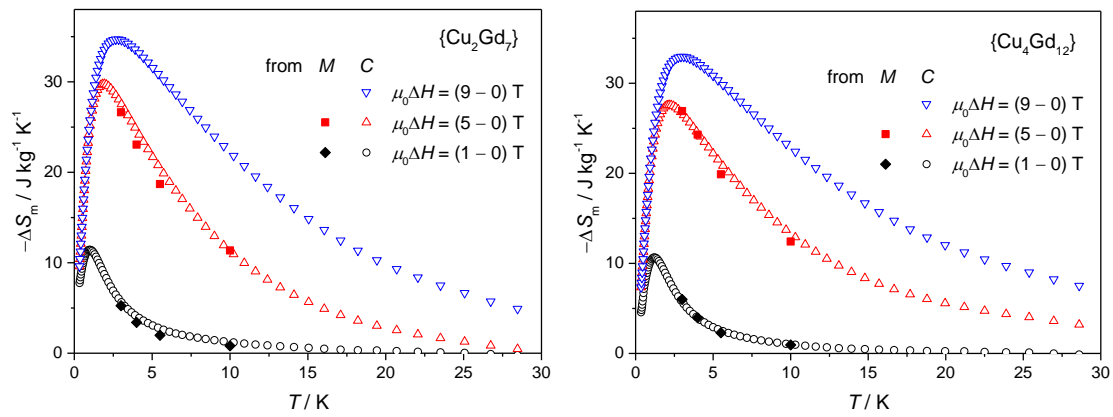 {Cu₂Gd₇}
from M C
μ₀ΔH = (9 – 0) T
μ₀ΔH = (5 – 0) T
μ₀ΔH = (1 – 0) T
−ΔSₘ / J kg⁻¹ K⁻¹
40
30
20
10
0
0 5 10 15 20 25 30
T / K
{Cu₄Gd₁₂}
from M C
μ₀ΔH = (9 – 0) T
μ₀ΔH = (5 – 0) T
μ₀ΔH = (1 – 0) T
−ΔSₘ / J kg⁻¹ K⁻¹
40
30
20
10
0
0 5 10 15 20 25 30
T / K